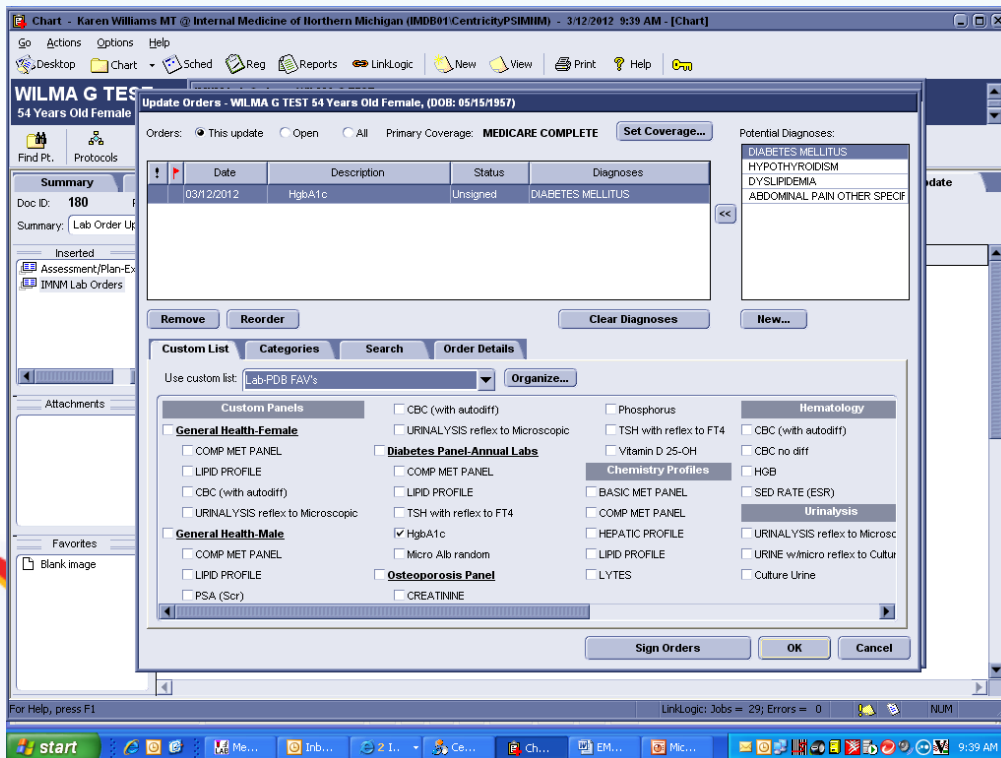 Chart - Karen Williams MT @ Internal Medicine of Northern Michigan (IMDB01\CentricityPSIMNM) - 3/12/2012 9:39 AM - [Chart]
Go Actions Options Help
Desktop Chart Sched Reg Reports LinkLogic New View Print Help
WILMA G TES
54 Years Old Female
Update Orders - WILMA G TEST 54 Years Old Female, (DOB: 05/15/1957)
Find Pt. Protocols
Orders: This update Open All Primary Coverage: MEDICARE COMPLETE Set Coverage... Potential Diagnoses:
! Date Description Status Diagnoses
03/12/2012 HgbA1c Unsigned DIABETES MELLITUS
<<
DIABETES MELLITUS
HYPOTHYROIDISM
DYSLIPIDEMIA
ABDOMINAL PAIN OTHER SPECIF
Summary
Doc ID: 180
Summary: Lab Order Up
Inserted
Assessment/Plan-Ex
IMNM Lab Orders
pdate
Remove Reorder Clear Diagnoses New...
Custom List Categories Search Order Details
Use custom list: Lab-PDB FAV's Organize...
Attachments
Favorites
Blank image
Custom Panels
General Health-Female
COMP MET PANEL
LIPID PROFILE
CBC (with autodiff)
URINALYSIS reflex to Microscopic
General Health-Male
COMP MET PANEL
LIPID PROFILE
PSA (Scr)
CBC (with autodiff)
URINALYSIS reflex to Microscopic
Diabetes Panel-Annual Labs
COMP MET PANEL
LIPID PROFILE
TSH with reflex to FT4
HgbA1c
Micro Alb random
Osteoporosis Panel
CREATININE
Phosphorus
TSH with reflex to FT4
Vitamin D 25-OH
Chemistry Profiles
BASIC MET PANEL
COMP MET PANEL
HEPATIC PROFILE
LIPID PROFILE
LYTES
Hematology
CBC (with autodiff)
CBC no diff
HGB
SED RATE (ESR)
Urinalysis
URINALYSIS reflex to Microsc
URINE w/micro reflex to Cultur
Culture Urine
Sign Orders OK Cancel
For Help, press F1 LinkLogic: Jobs = 29; Errors = 0 NUM
start Me... Inb... 2 I... Ce... Ch... EM... Mic... 9:39 AM